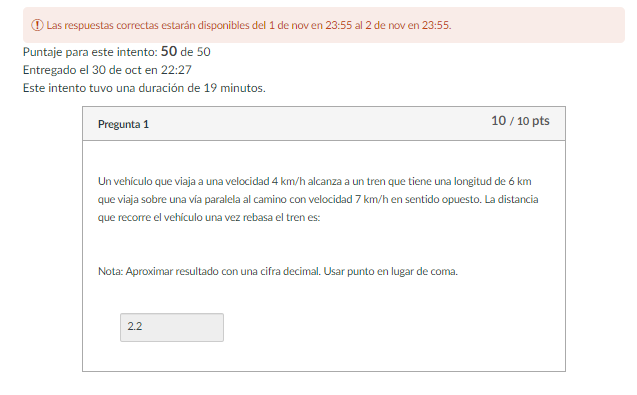 Las respuestas correctas estarán disponibles del 1 de nov en 23:55 al 2 de nov en 23:55.
Puntaje para este intento: 50 de 50
Entregado el 30 de oct en 22:27
Este intento tuvo una duración de 19 minutos.
Pregunta 1
10 / 10 pts
Un vehículo que viaja a una velocidad 4 km/h alcanza a un tren que tiene una longitud de 6 km
que viaja sobre una vía paralela al camino con velocidad 7 km/h en sentido opuesto. La distancia
que recorre el vehículo una vez rebasa el tren es:
Nota: Aproximar resultado con una cifra decimal. Usar punto en lugar de coma.
2.2